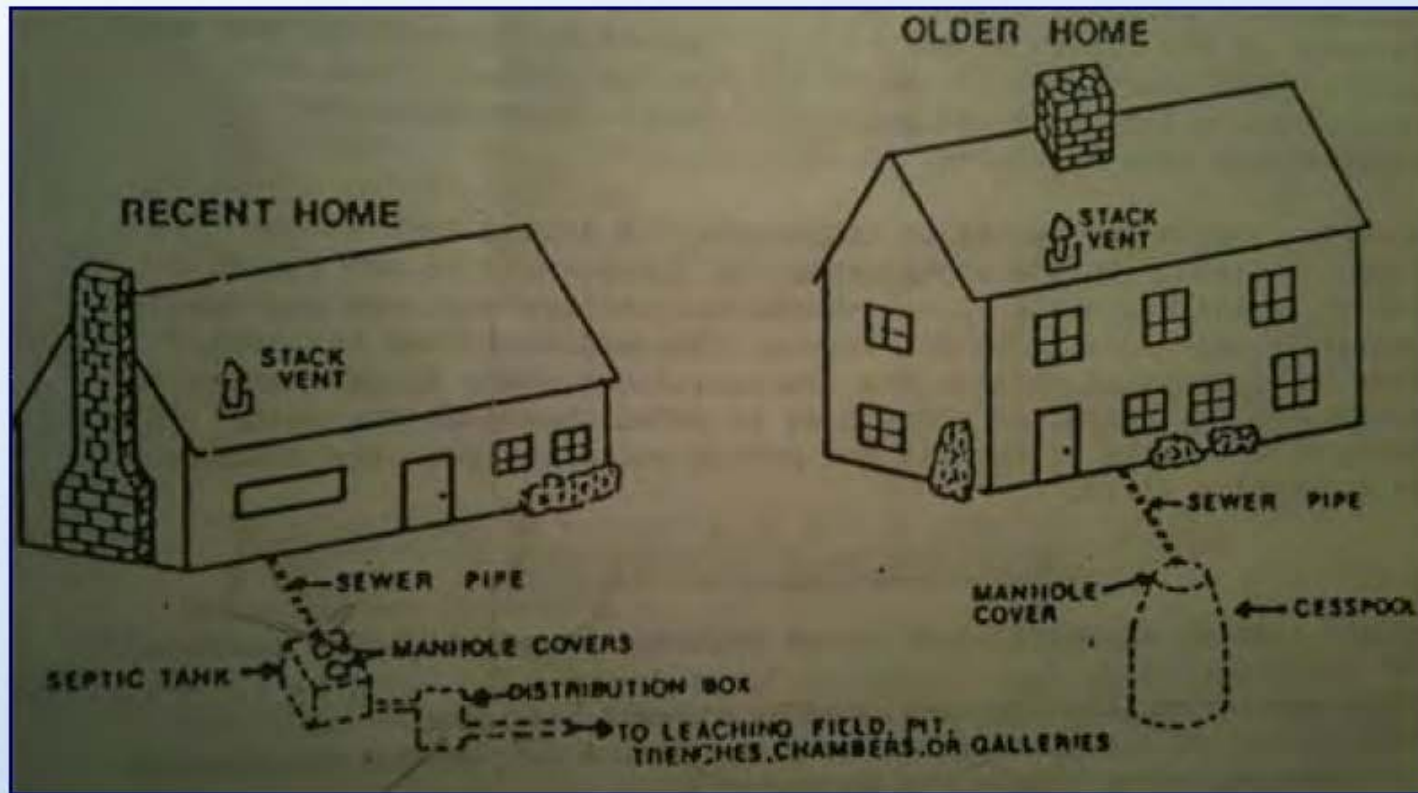 OLDER HOME
STACK
VENT
RECENT HOME
STACK
VENT
SEWER PIPE
MANHOLE
COVER
CESSPOOL
SEWER PIPE
MANHOLE COVERS
SEPTIC TANK
DISTRIBUTION BOX
TO LEACHING FIELD, PIT,
TRENCHES, CHAMBERS, OR GALLERIES